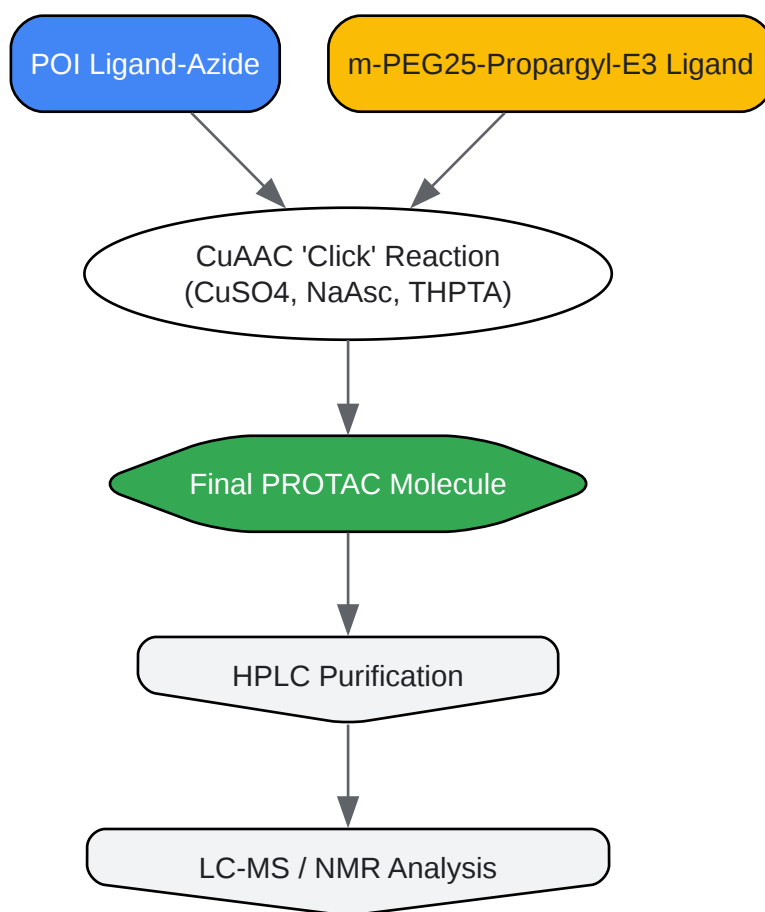 POI Ligand-Azide
m-PEG25-Propargyl-E3 Ligand
CuAAC 'Click' Reaction
(CuSO4, NaAsc, THPTA)
Final PROTAC Molecule
HPLC Purification
LC-MS / NMR Analysis